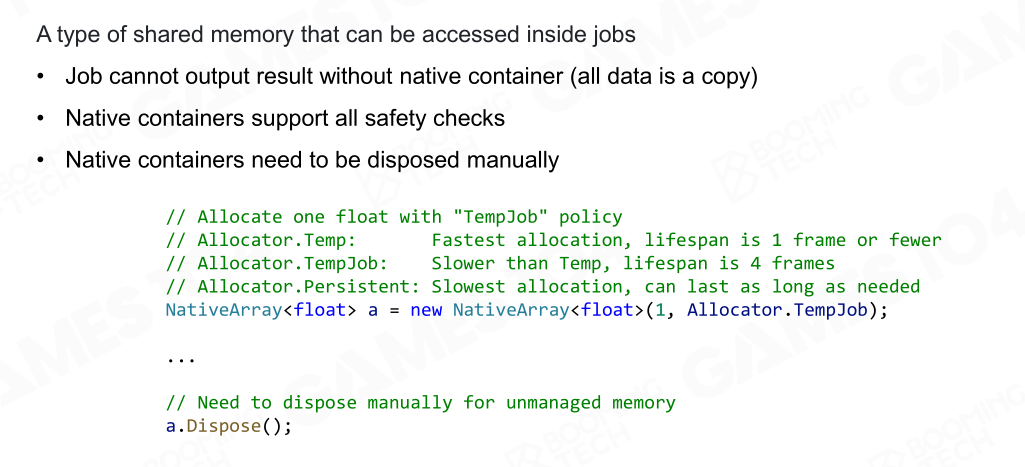 A type of shared memory that can be accessed inside jobs
• Job cannot output result without native container (all data is a copy)
• Native containers support all safety checks
• Native containers need to be disposed manually
// Allocate one float with "TempJob" policy
// Allocator.Temp:       Fastest allocation, lifespan is 1 frame or fewer
// Allocator.TempJob:    Slower than Temp, lifespan is 4 frames
// Allocator.Persistent: Slowest allocation, can last as long as needed
NativeArray<float> a = new NativeArray<float>(1, Allocator.TempJob);
...
// Need to dispose manually for unmanaged memory
a.Dispose();